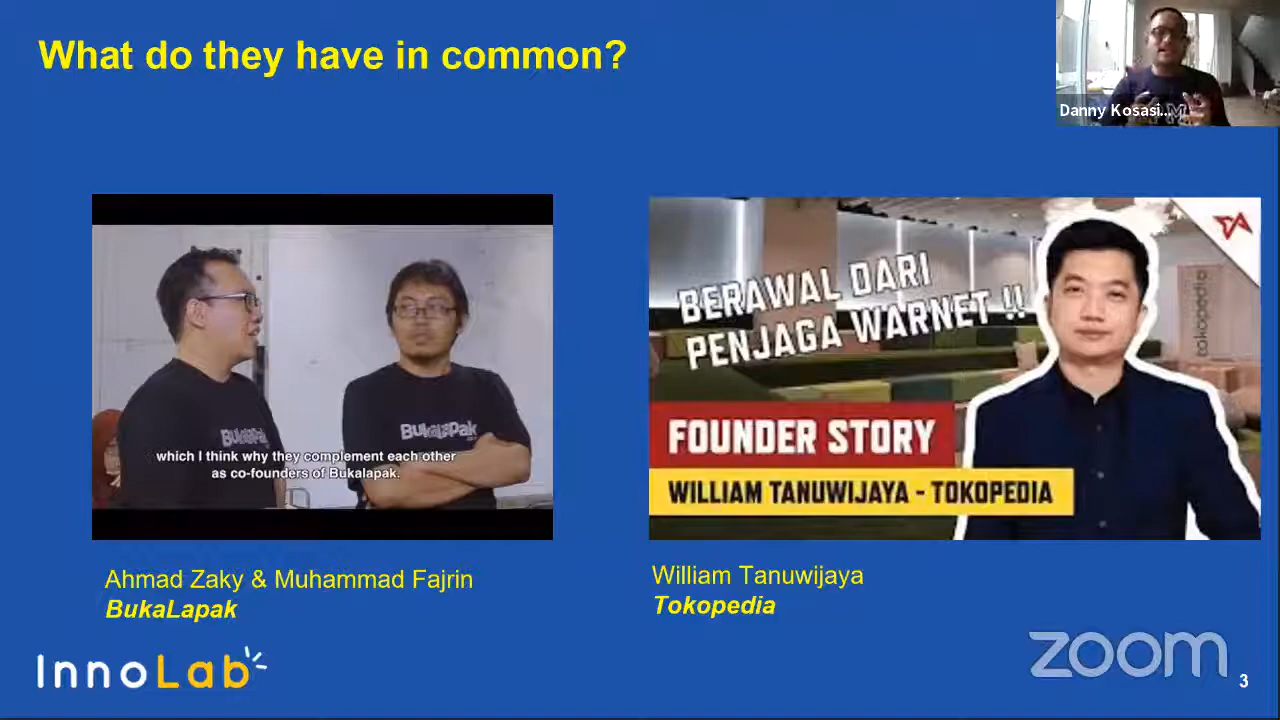 What do they have in common?
Danny Kosasi...
BukaLapak
BukaLapak
which I think why they complement each other
as co-founders of Bukalapak.
BERAWAL DARI
PENJAGA WARNET !!
tokopedia
FOUNDER STORY
WILLIAM TANUWIJAYA - TOKOPEDIA
Ahmad Zaky & Muhammad Fajrin
BukaLapak
William Tanuwijaya
Tokopedia
InnoLab
zoom
3